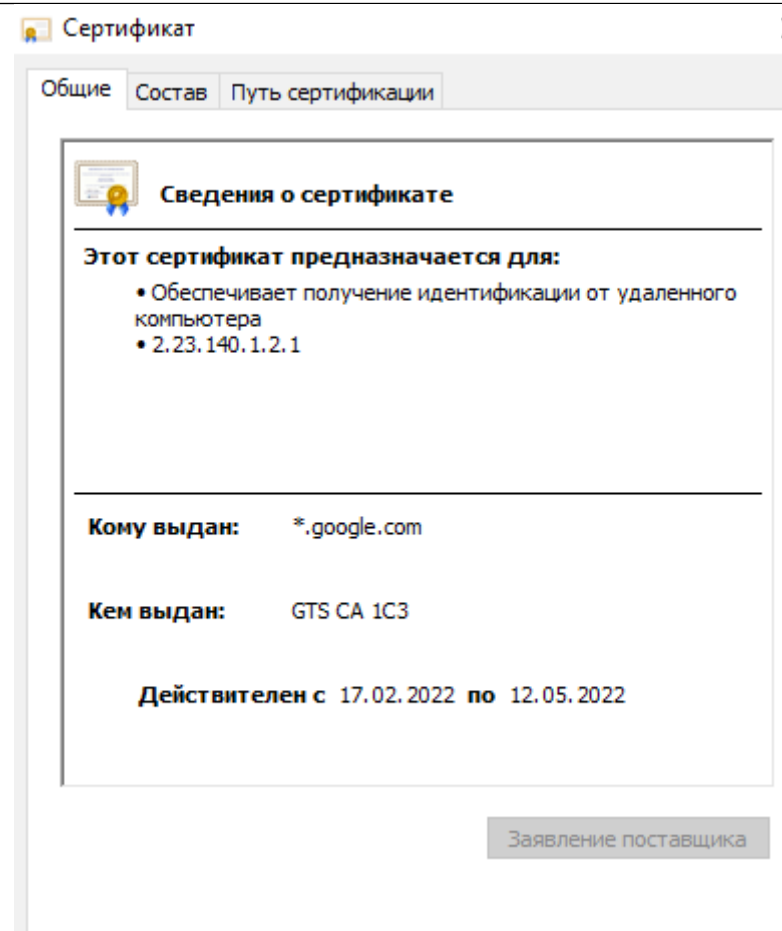 Сертификат
Общие Состав Путь сертификации
Сведения о сертификате
Этот сертификат предназначается для:
• Обеспечивает получение идентификации от удаленного
компьютера
• 2.23.140.1.2.1
Кому выдан: *.google.com
Кем выдан: GTS CA 1C3
Действителен с 17.02.2022 по 12.05.2022
Заявление поставщика